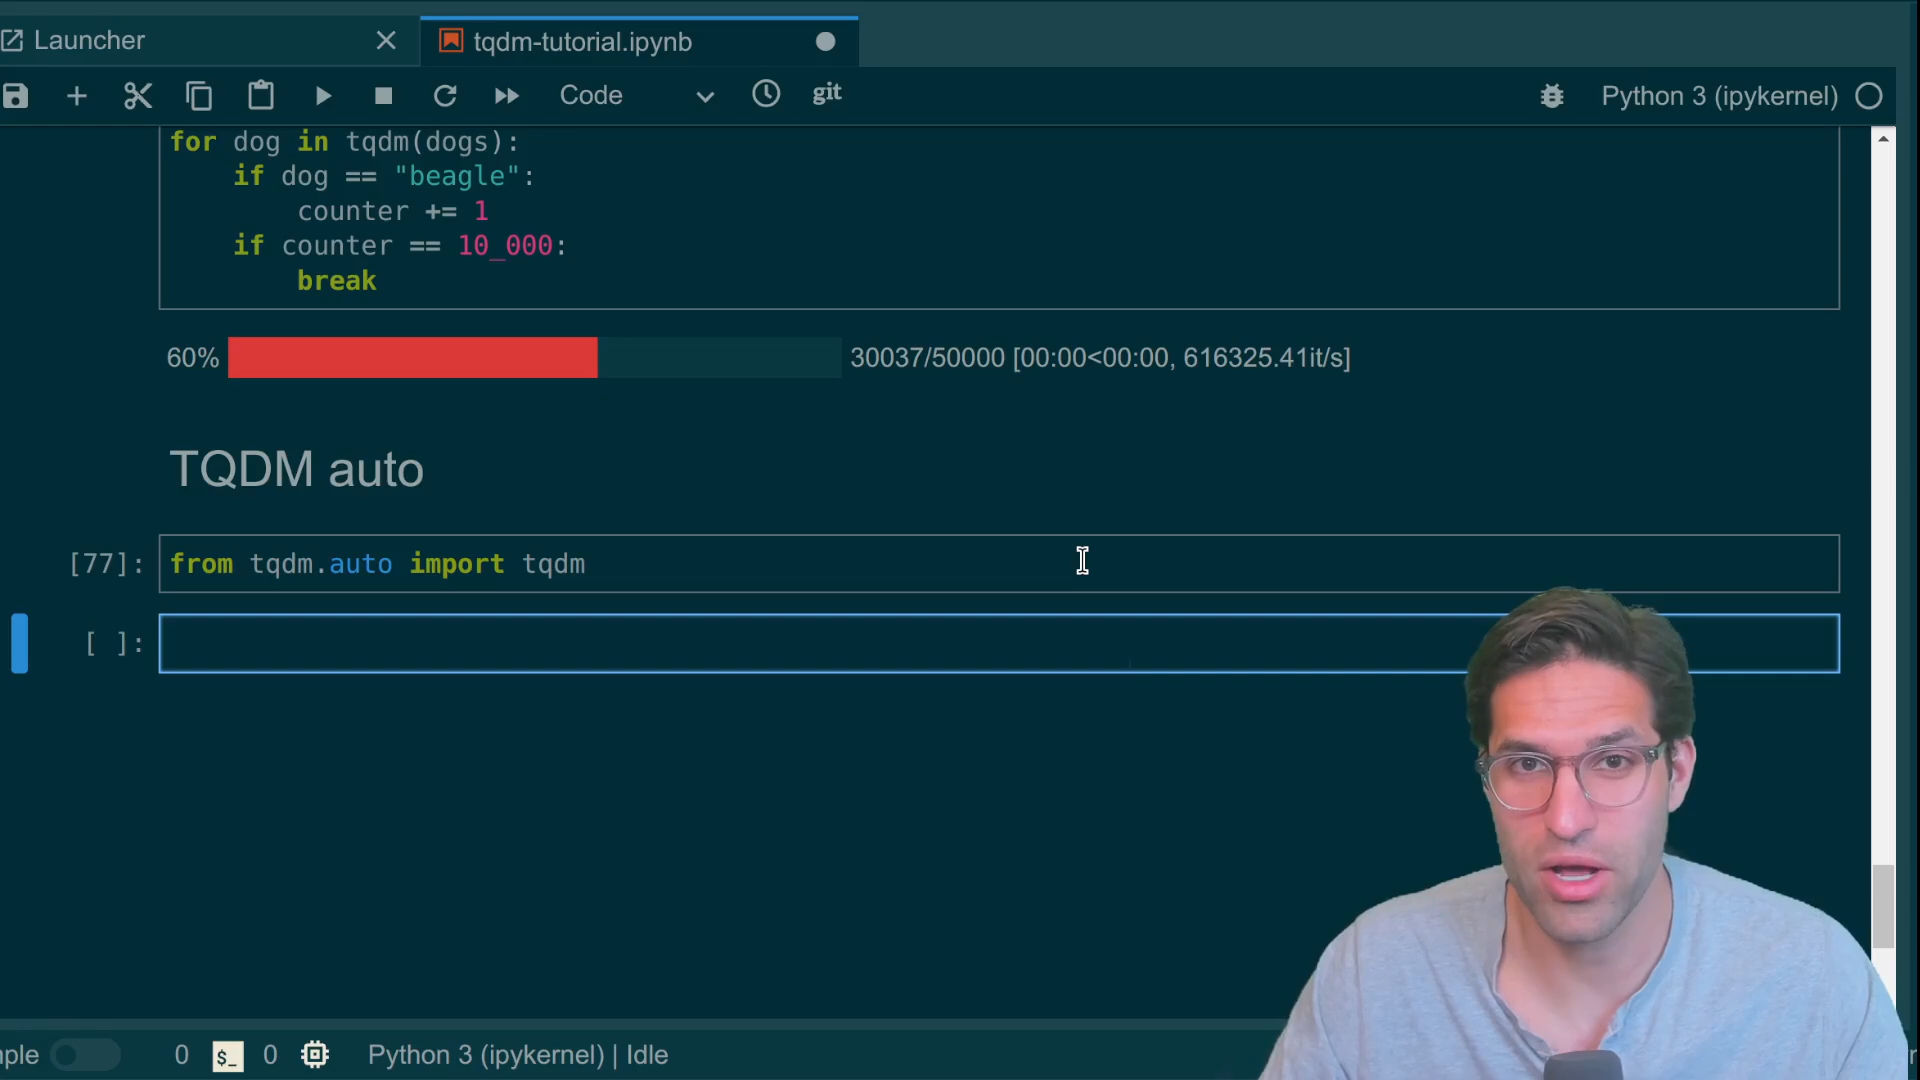 Launcher
tqdm-tutorial.ipynb
Code
git
Python 3 (ipykernel)
for dog in tqdm(dogs):
if dog == "beagle":
counter += 1
if counter == 10_000:
break
60%
30037/50000 [00:00<00:00, 616325.41it/s]
TQDM auto
[77]:
from tqdm.auto import tqdm
[ ]:
mple
0
$_
0
Python 3 (ipykernel) | Idle